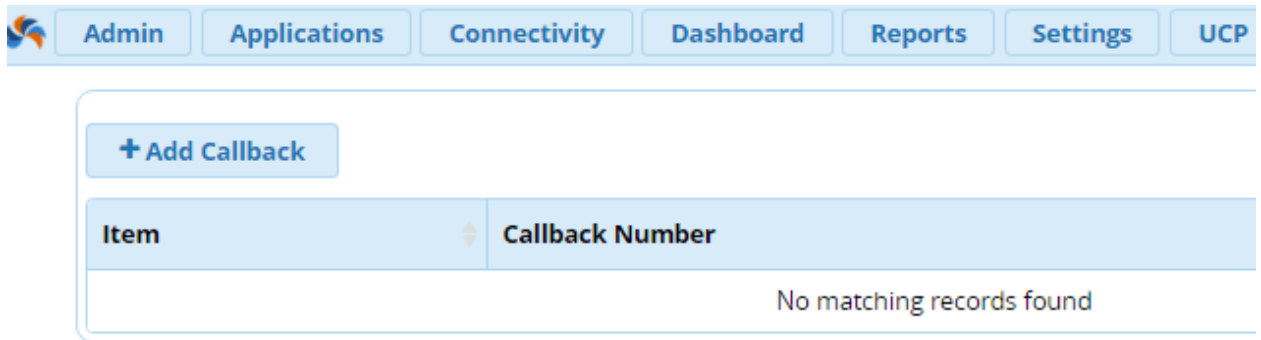 Admin Applications Connectivity Dashboard Reports Settings UCP
+ Add Callback
Item Callback Number
No matching records found